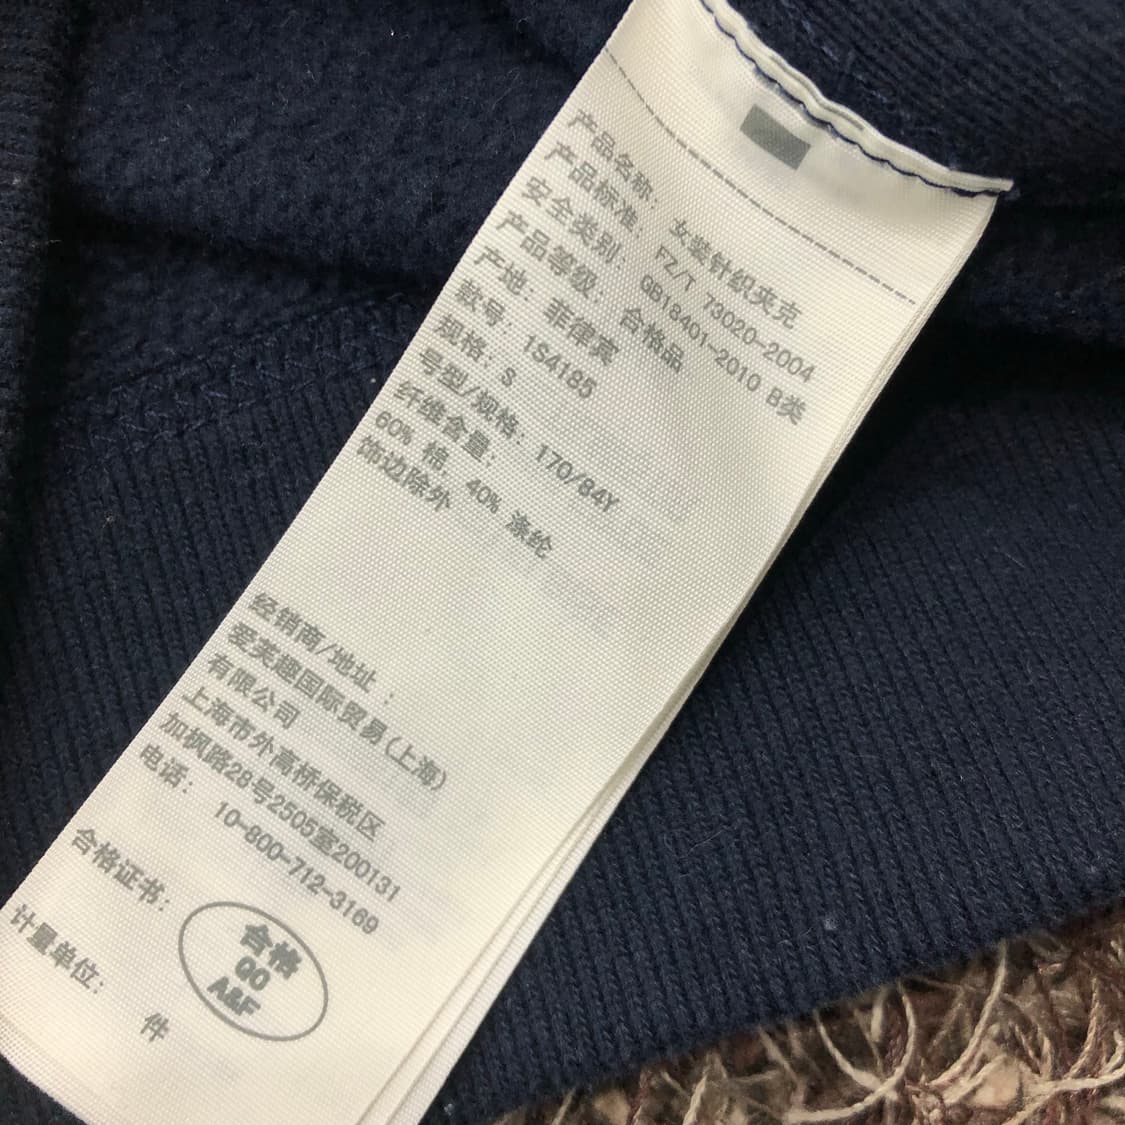 产品名称: 女装针织夹克
产品标准: FZ/T 73020-2004
安全类别: GB18401-2010 B类
产品等级: 合格品
产地: 菲律宾
款号: 1S4185
规格: S
号型/规格: 170/84Y
纤维含量:
60% 棉 40% 涤纶
饰边除外
经销商/地址 :
爱芙趣国际贸易(上海)
有限公司
上海市外高桥保税区
加枫路28号2505室200131
电话: 10-800-712-3169
合格证书: 合格
QC
A&F
计量单位: 件